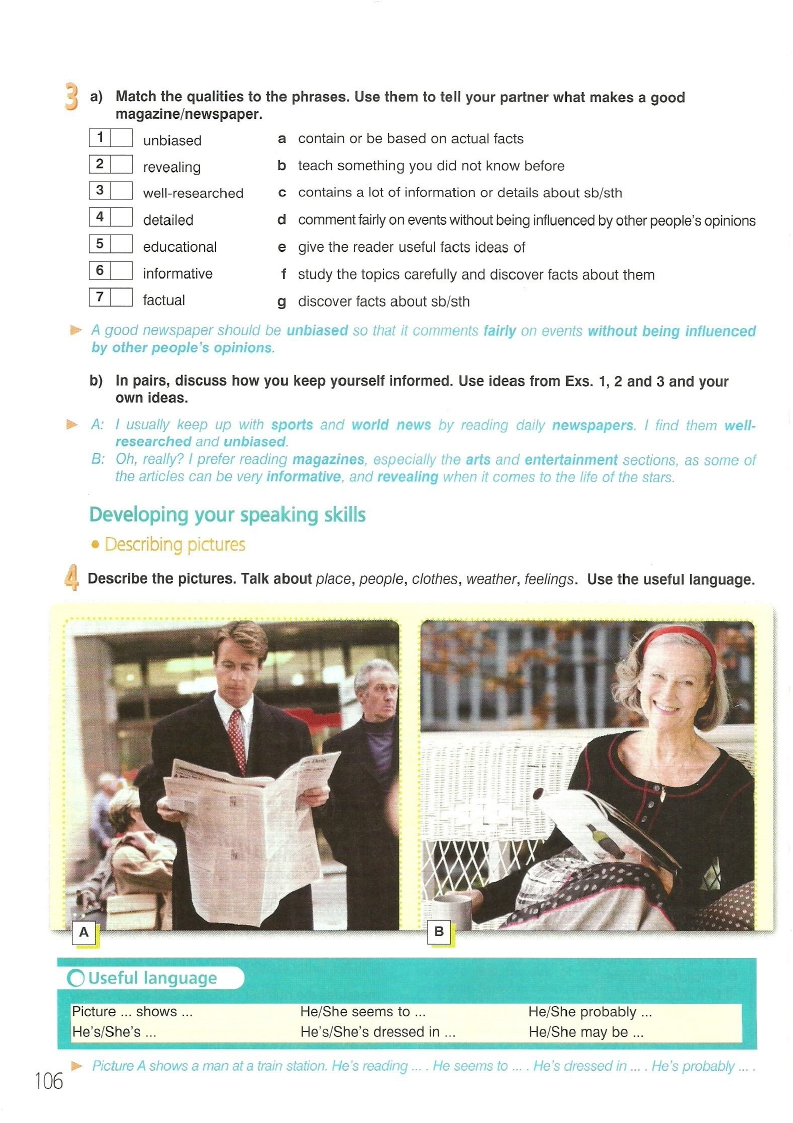 3 a) Match the qualities to the phrases. Use them to tell your partner what makes a good
magazine/newspaper.
1 unbiased a contain or be based on actual facts
2 revealing b teach something you did not know before
3 well-researched c contains a lot of information or details about sb/sth
4 detailed d comment fairly on events without being influenced by other people's opinions
5 educational e give the reader useful facts ideas of
6 informative f study the topics carefully and discover facts about them
7 factual g discover facts about sb/sth
A good newspaper should be unbiased so that it comments fairly on events without being influenced
by other people's opinions.
b) In pairs, discuss how you keep yourself informed. Use ideas from Exs. 1, 2 and 3 and your
own ideas.
A: I usually keep up with sports and world news by reading daily newspapers. I find them well-
researched and unbiased.
B: Oh, really? I prefer reading magazines, especially the arts and entertainment sections, as some of
the articles can be very informative, and revealing when it comes to the life of the stars.
Developing your speaking skills
• Describing pictures
4 Describe the pictures. Talk about place, people, clothes, weather, feelings. Use the useful language.
A
B
Useful language
Picture ... shows ... He/She seems to ... He/She probably ...
He's/She's ... He's/She's dressed in ... He/She may be ...
Picture A shows a man at a train station. He's reading ... . He seems to ... . He's dressed in ... . He's probably ... .
106